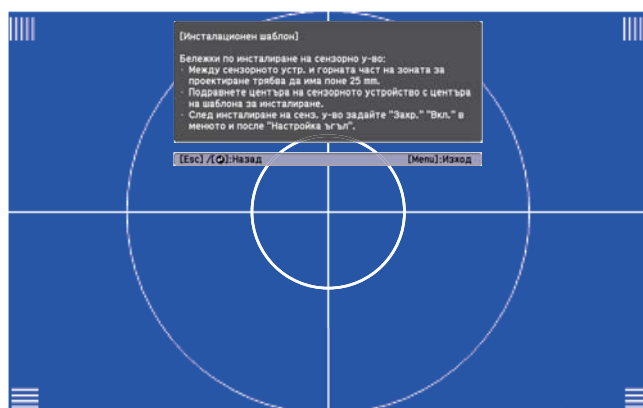 [Инсталационен шаблон]
Бележки по инсталиране на сензорно у-во:
· Между сензорното устр. и горната част на зоната за
проектиране трябва да има поне 25 mm.
· Подравнете центъра на сензорното устройство с центъра
на шаблона за инсталиране.
· След инсталиране на сенз. у-во задайте "Захр." "Вкл." в
менюто и после "Настройка ъгъл".
[Esc] /[⮌]:Назад [Menu]:Изход